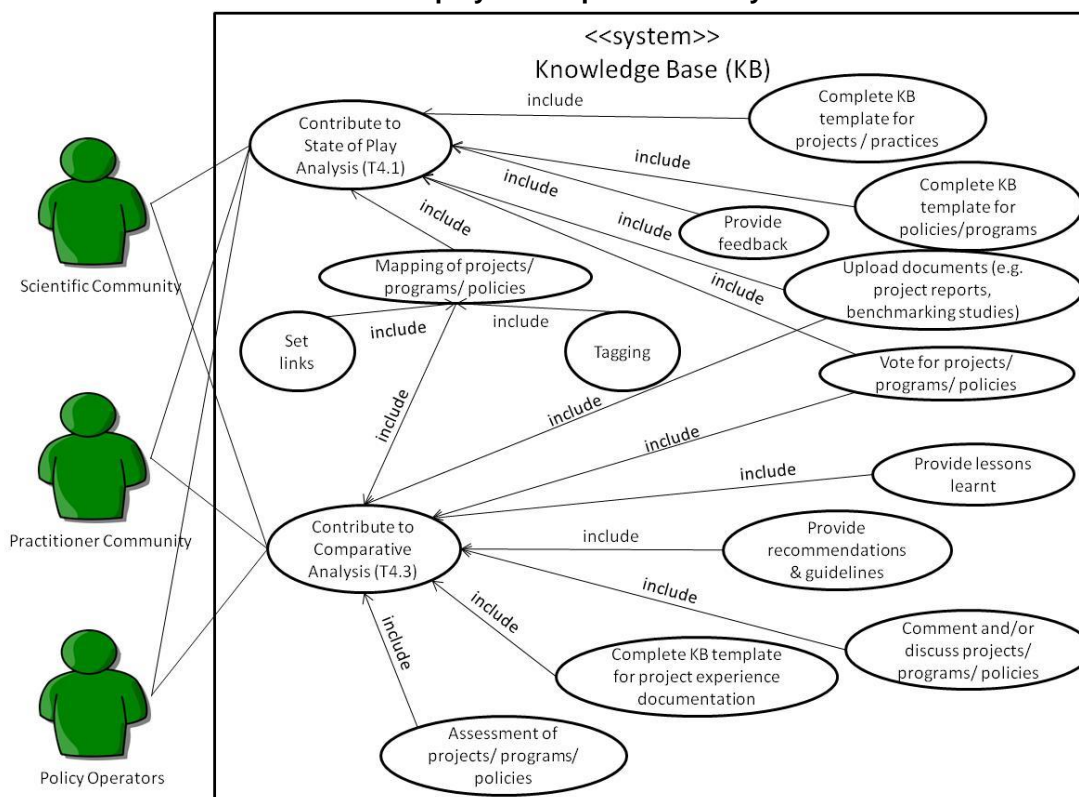 <<system>>
Knowledge Base (KB)
include
Complete KB
template for
projects / practices
Contribute to
State of Play
Analysis (T4.1)
include
Complete KB
template for
policies/programs
include
include
include
Provide
feedback
Scientific Community
Mapping of projects/
programs/ policies
Upload documents (e.g.
project reports,
benchmarking studies)
include
include
include
Set
links
Tagging
Vote for projects/
programs/ policies
include
include
include
include
Provide lessons
learnt
Practitioner Community
Contribute to
Comparative
Analysis (T4.3)
include
Provide
recommendations
& guidelines
include
include
include
Complete KB template
for project experience
documentation
Comment and/or
discuss projects/
programs/ policies
Assessment of
projects/ programs/
policies
Policy Operators